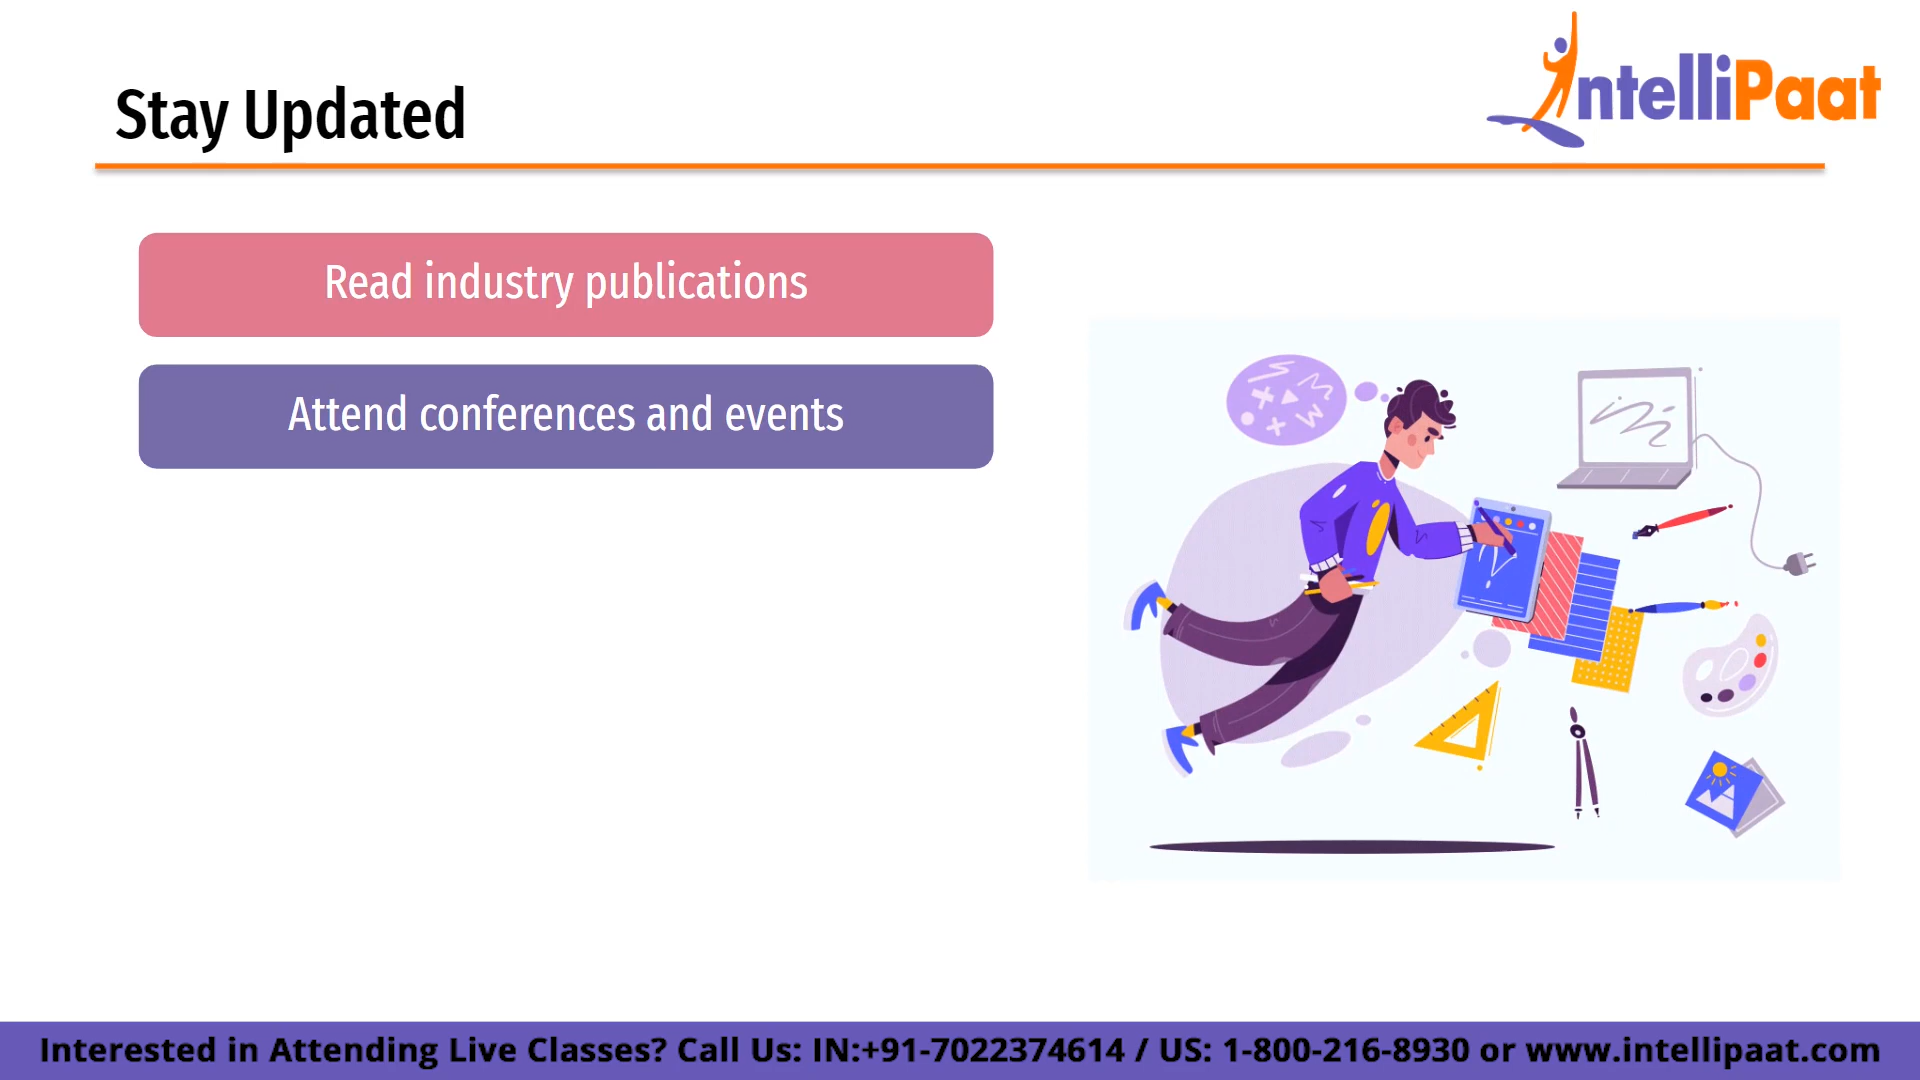 Stay Updated
IntelliPaat
Read industry publications
Attend conferences and events
Interested in Attending Live Classes? Call Us: IN:+91-7022374614 / US: 1-800-216-8930 or www.intellipaat.com